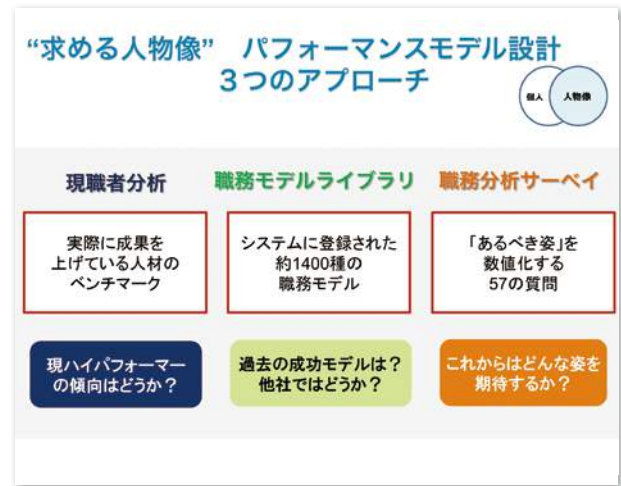 “求める人物像”　パフォーマンスモデル設計
３つのアプローチ
個人
人物像
現職者分析
実際に成果を
上げている人材の
ベンチマーク
現ハイパフォーマー
の傾向はどうか？
職務モデルライブラリ
システムに登録された
約1400種の
職務モデル
過去の成功モデルは？
他社ではどうか？
職務分析サーベイ
「あるべき姿」を
数値化する
57の質問
これからはどんな姿を
期待するか？